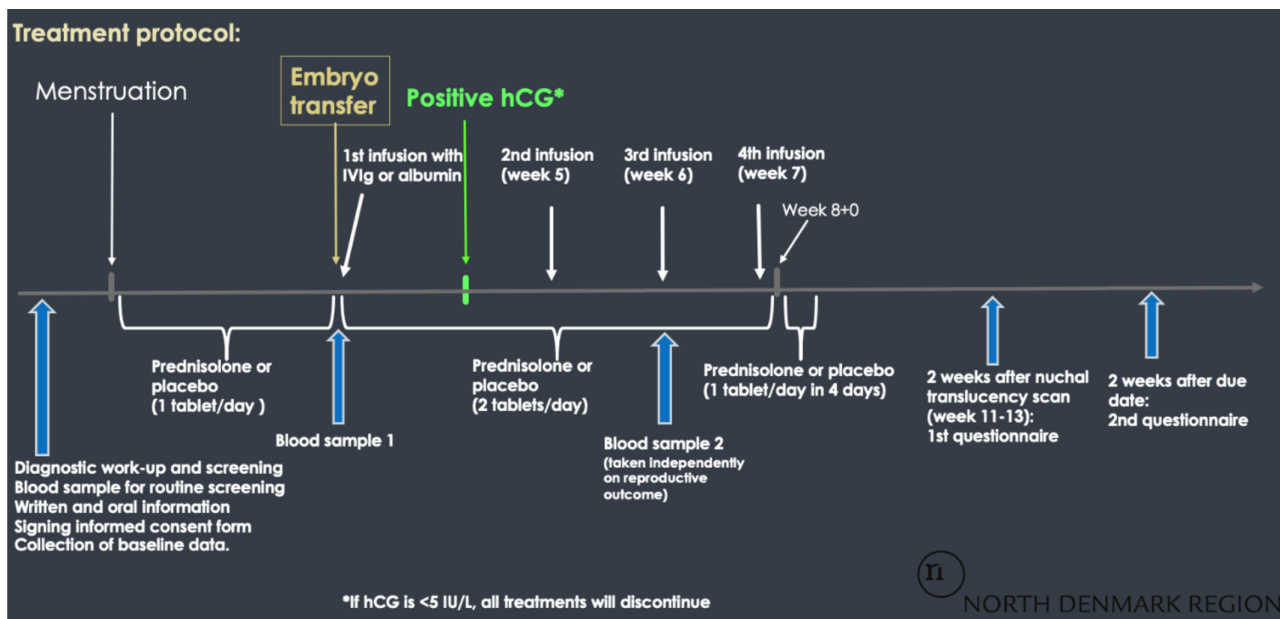 Treatment protocol:
Menstruation
Embryo
transfer
Positive hCG*
1st infusion with
IVIg or albumin
2nd infusion
(week 5)
3rd infusion
(week 6)
4th infusion
(week 7)
Week 8+0
Prednisolone or
placebo
(1 tablet/day )
Prednisolone or
placebo
(2 tablets/day)
Prednisolone or placebo
(1 tablet/day in 4 days)
2 weeks after nuchal
translucency scan
(week 11-13):
1st questionnaire
2 weeks after due
date:
2nd questionnaire
Blood sample 1
Blood sample 2
(taken independently
on reproductive
outcome)
Diagnostic work-up and screening
Blood sample for routine screening
Written and oral information
Signing informed consent form
Collection of baseline data.
*If hCG is <5 IU/L, all treatments will discontinue
n
NORTH DENMARK REGION